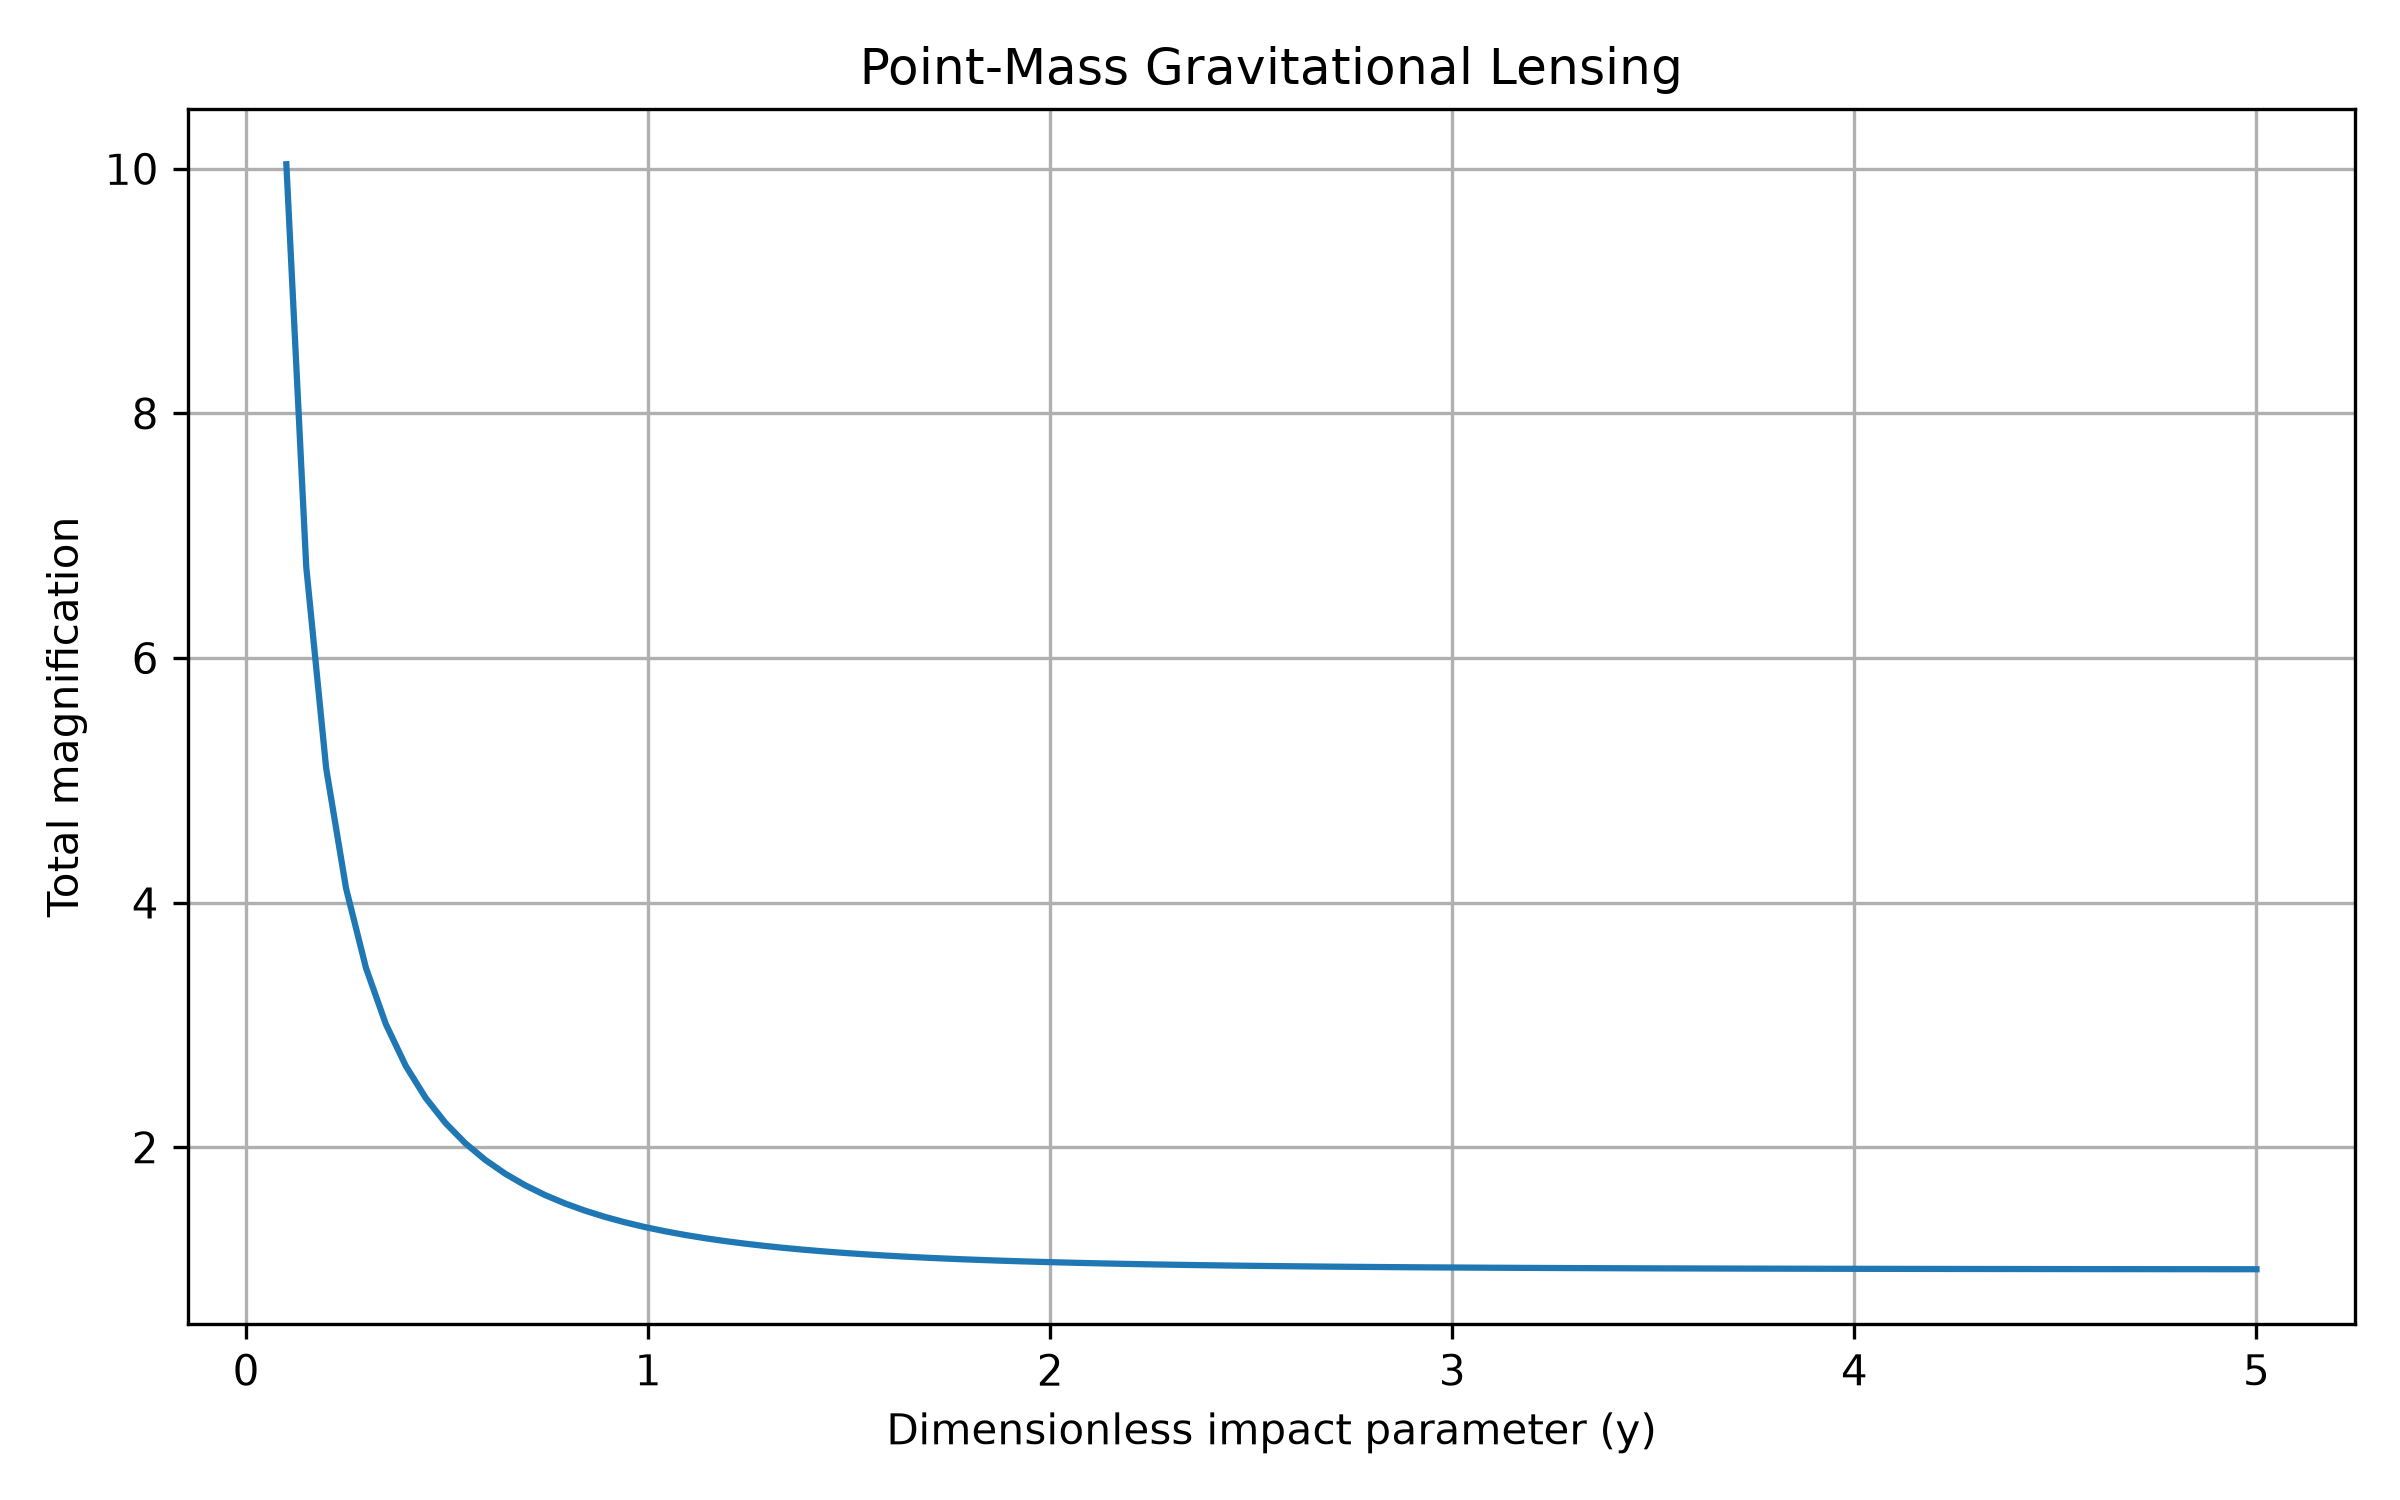 Point-Mass Gravitational Lensing
Total magnification
10
8
6
4
2
0 1 2 3 4 5
Dimensionless impact parameter (y)